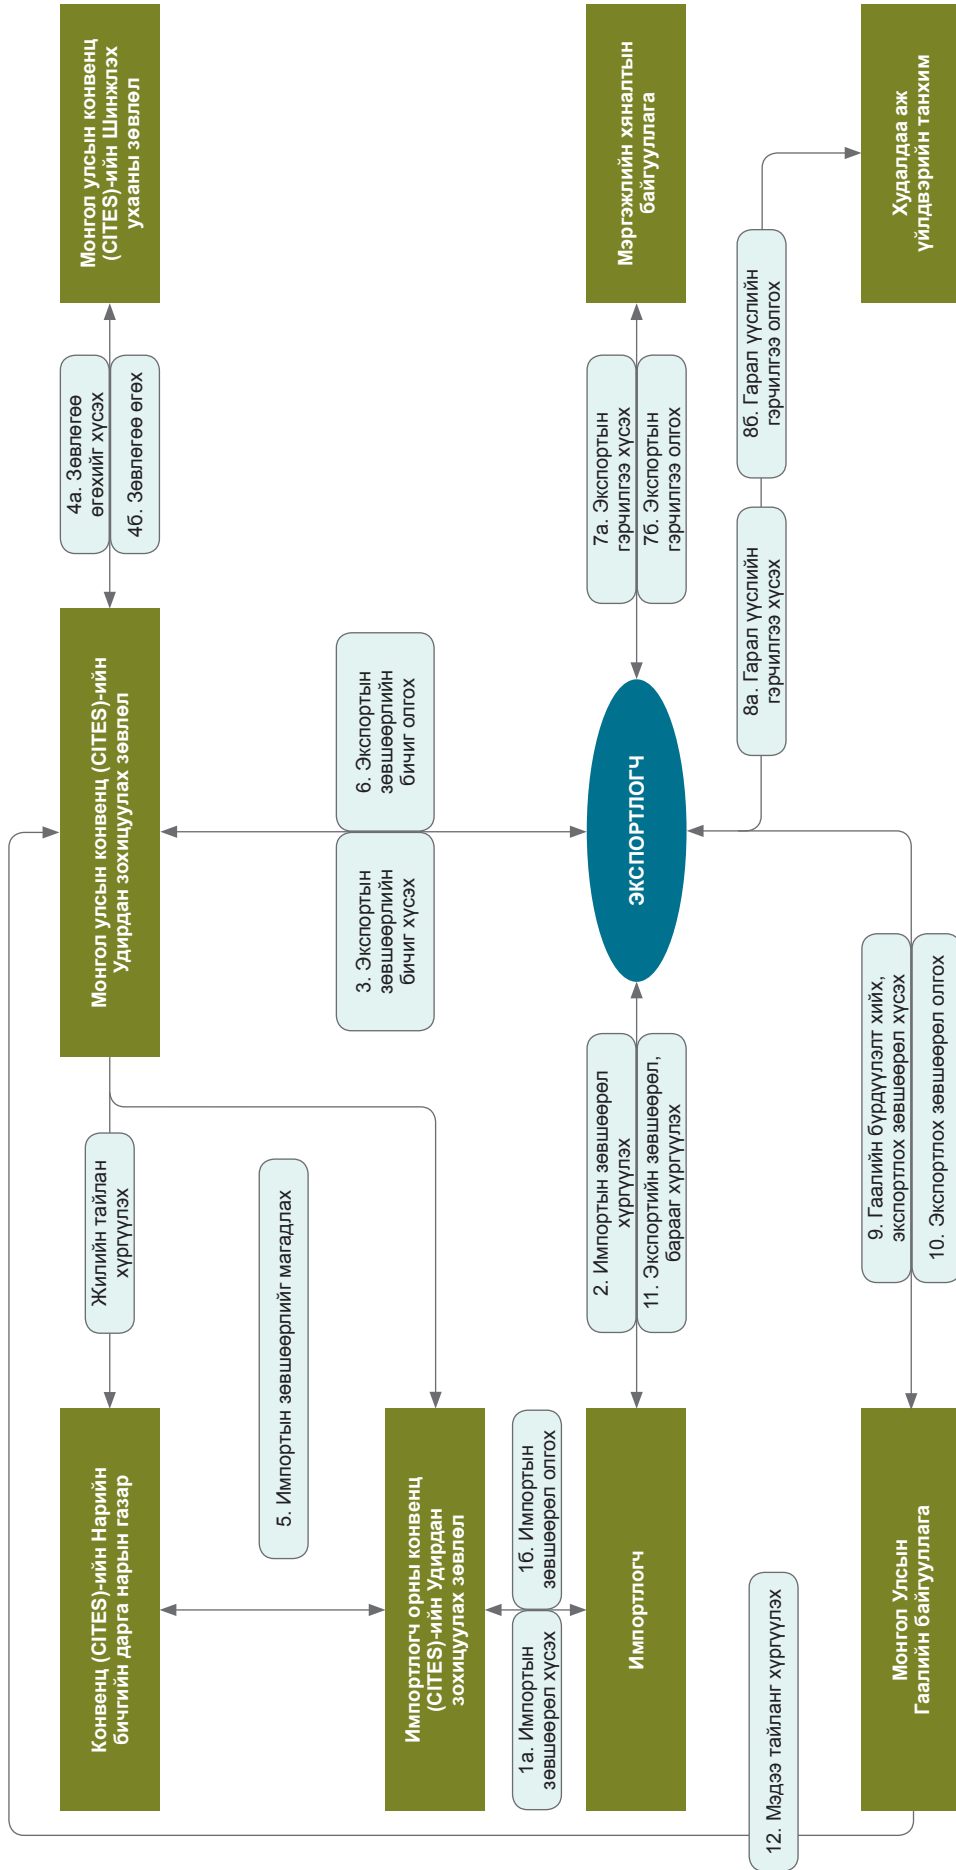 Конвенц (CITES)-ийн Нарийн
бичгийн дарга нарын газар
Жилийн тайлан
хүргүүлэх
Монгол улсын конвенц (CITES)-ийн
Удирдан зохицуулах зөвлөл
4а. Зөвлөгөө
өгөхийг хүсэх
4б. Зөвлөгөө өгөх
Монгол улсын конвенц
(CITES)-ийн Шинжлэх
ухааны зөвлөл
5. Импортын зөвшөөрлийг магадлах
3. Экспортын
зөвшөөрлийн
бичиг хүсэх
6. Экспортын
зөвшөөрлийн
бичиг олгох
Импортлогч орны конвенц
(CITES)-ийн Удирдан
зохицуулах зөвлөл
1а. Импортын
зөвшөөрөл хүсэх
1б. Импортын
зөвшөөрөл олгох
Импортлогч
2. Импортын зөвшөөрөл
хүргүүлэх
11. Экспортийн зөвшөөрөл,
барааг хүргүүлэх
ЭКСПОРТЛОГЧ
7а. Экспортын
гэрчилгээ хүсэх
7б. Экспортын
гэрчилгээ олгох
Мэргэжлийн хяналтын
байгууллага
8а. Гарал үүслийн
гэрчилгээ хүсэх
8б. Гарал үүслийн
гэрчилгээ олгох
12. Мэдээ тайланг хүргүүлэх
Монгол Улсын
Гаалийн байгууллага
9. Гаалийн бүрдүүлэлт хийх,
экспортлох зөвшөөрөл хүсэх
10. Экспортлох зөвшөөрөл олгох
Худалдаа аж
үйлдвэрийн танхим